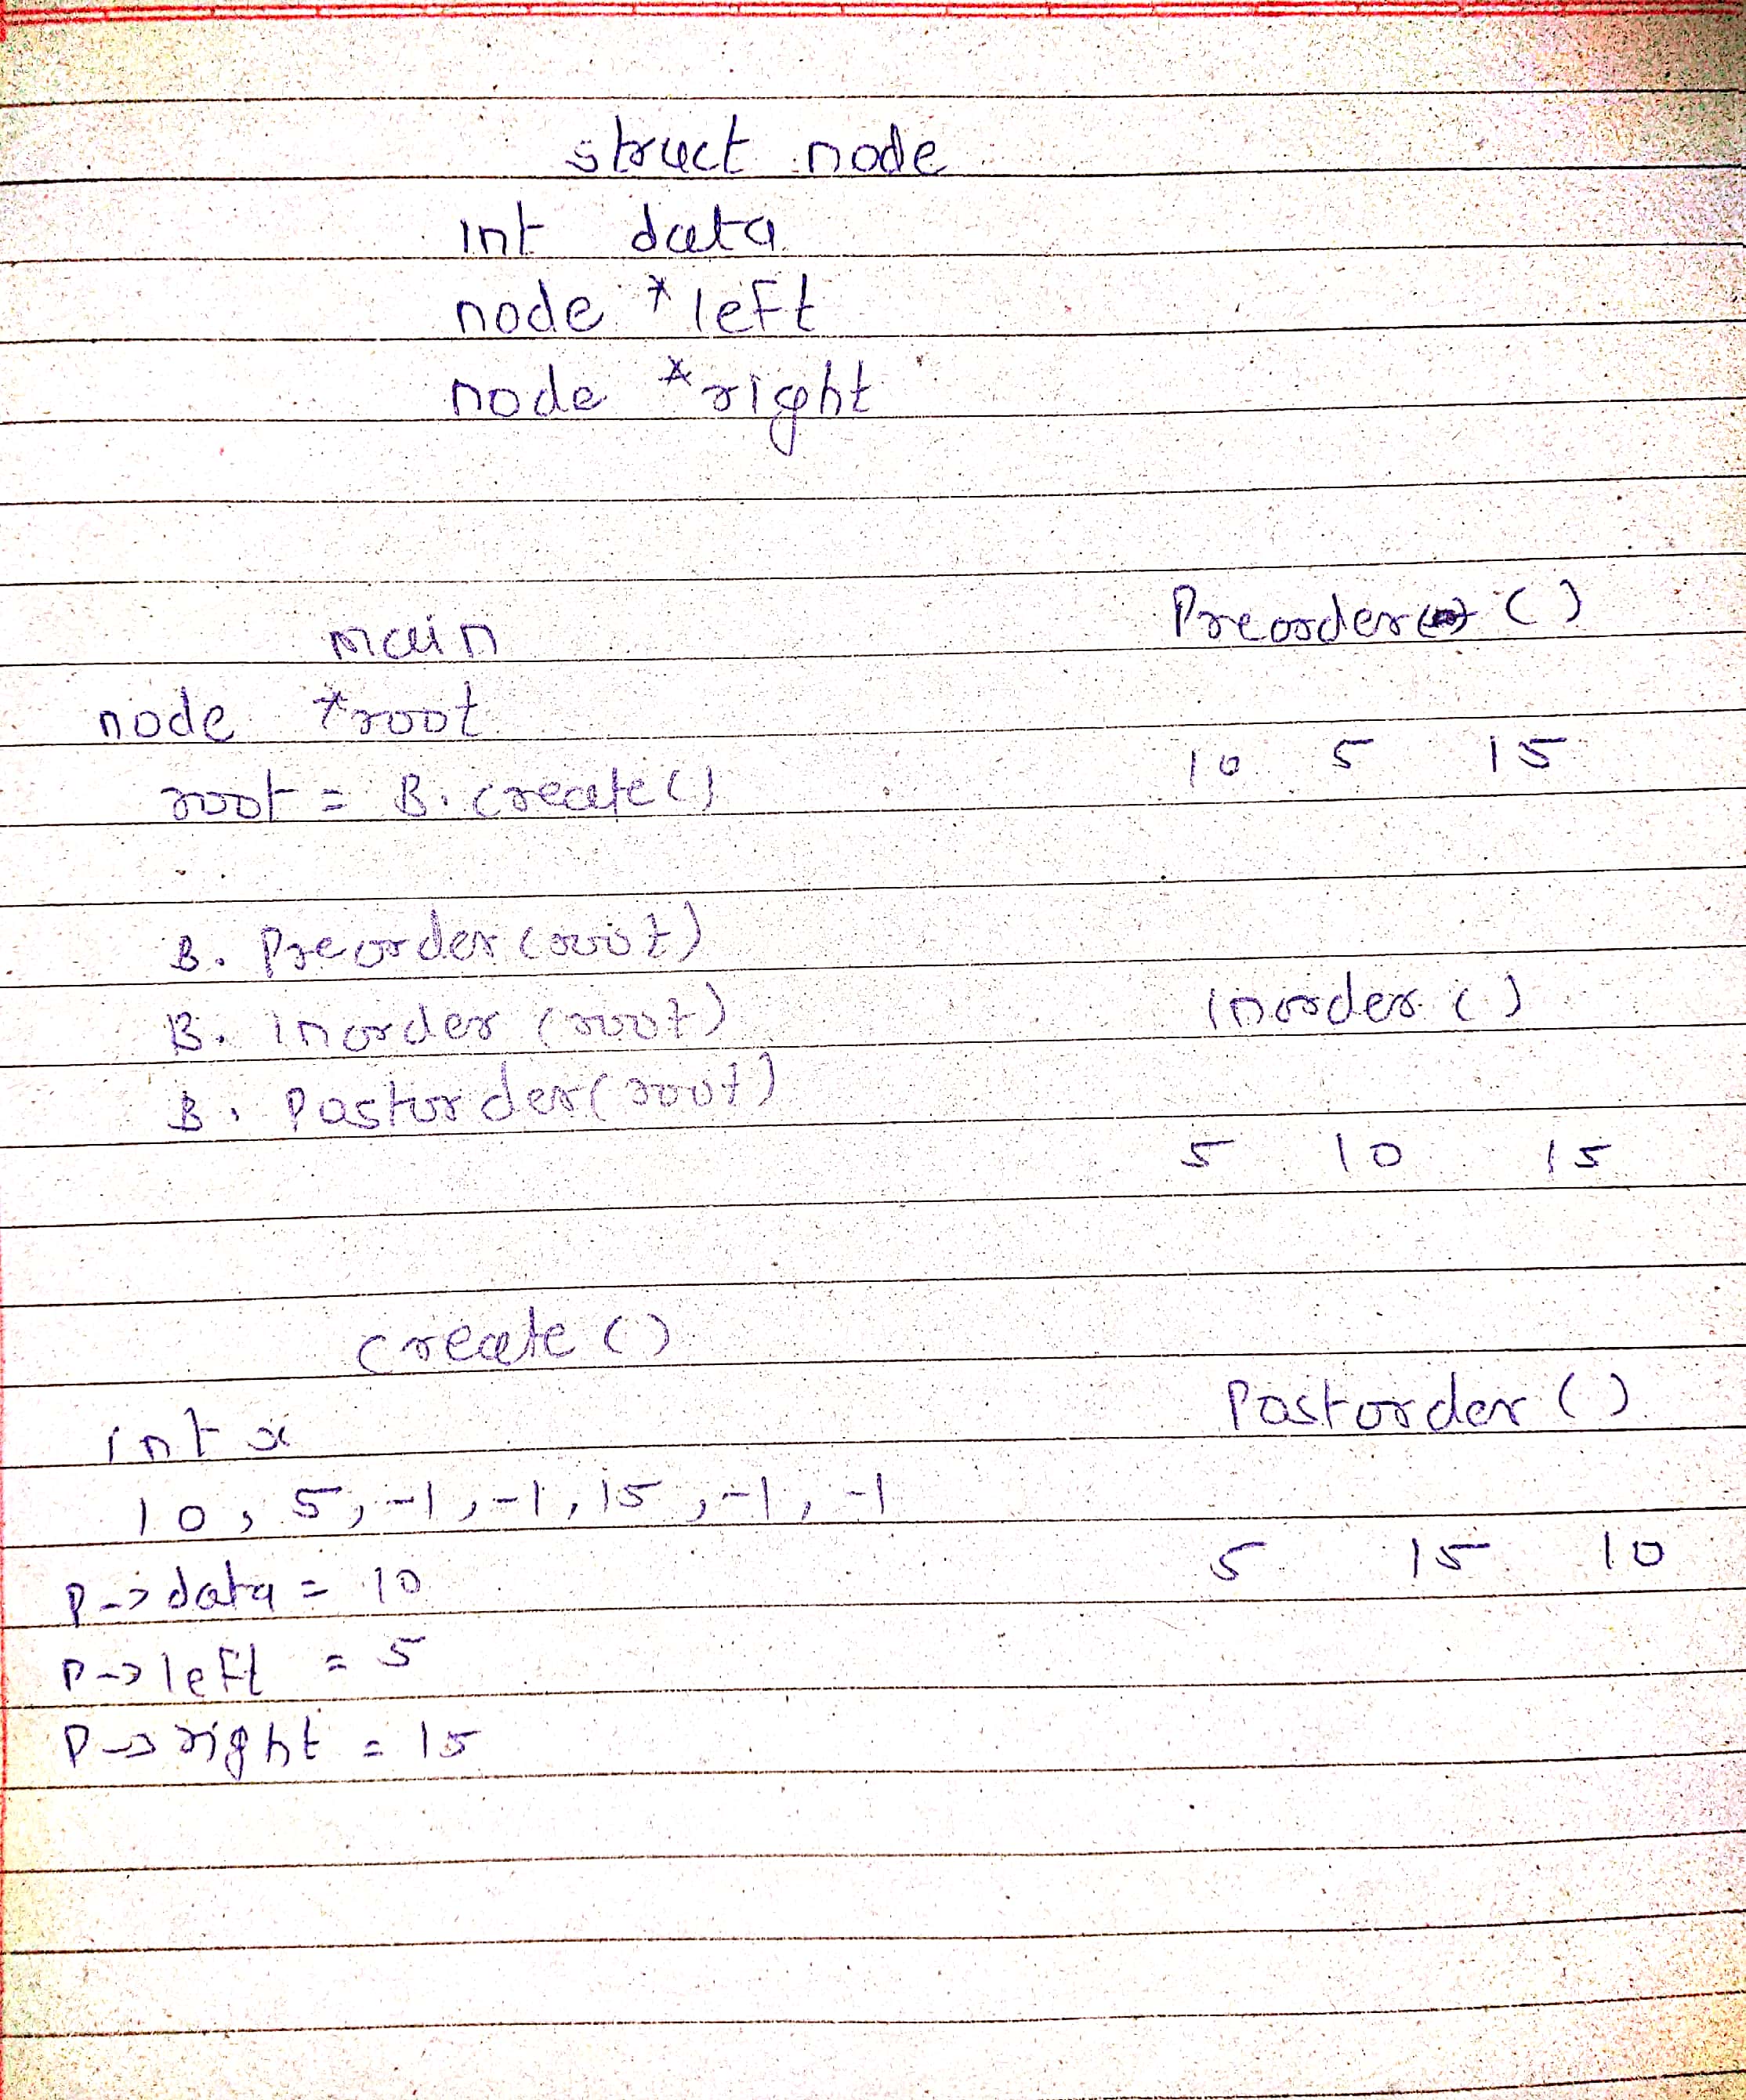 struct node
int data
node *left
node *right
main
node *root
root = B. create()
B. Preorder (root)
B. inorder (root)
B. Postorder (root)
create ()
int x
10, 5, -1, -1, 15, -1, -1
P -> data = 10
P -> left = 5
P -> right = 15
Preorder ()
10 5 15
inorder ()
5 10 15
Postorder ()
5 15 10